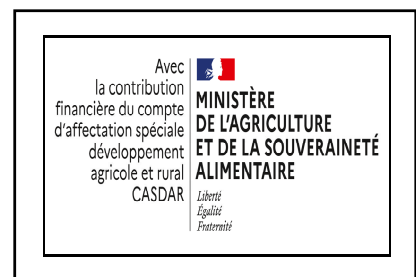 Avec
la contribution
financière du compte
d'affectation spéciale
développement
agricole et rural
CASDAR
MINISTÈRE
DE L'AGRICULTURE
ET DE LA SOUVERAINETÉ
ALIMENTAIRE
Liberté
Égalité
Fraternité